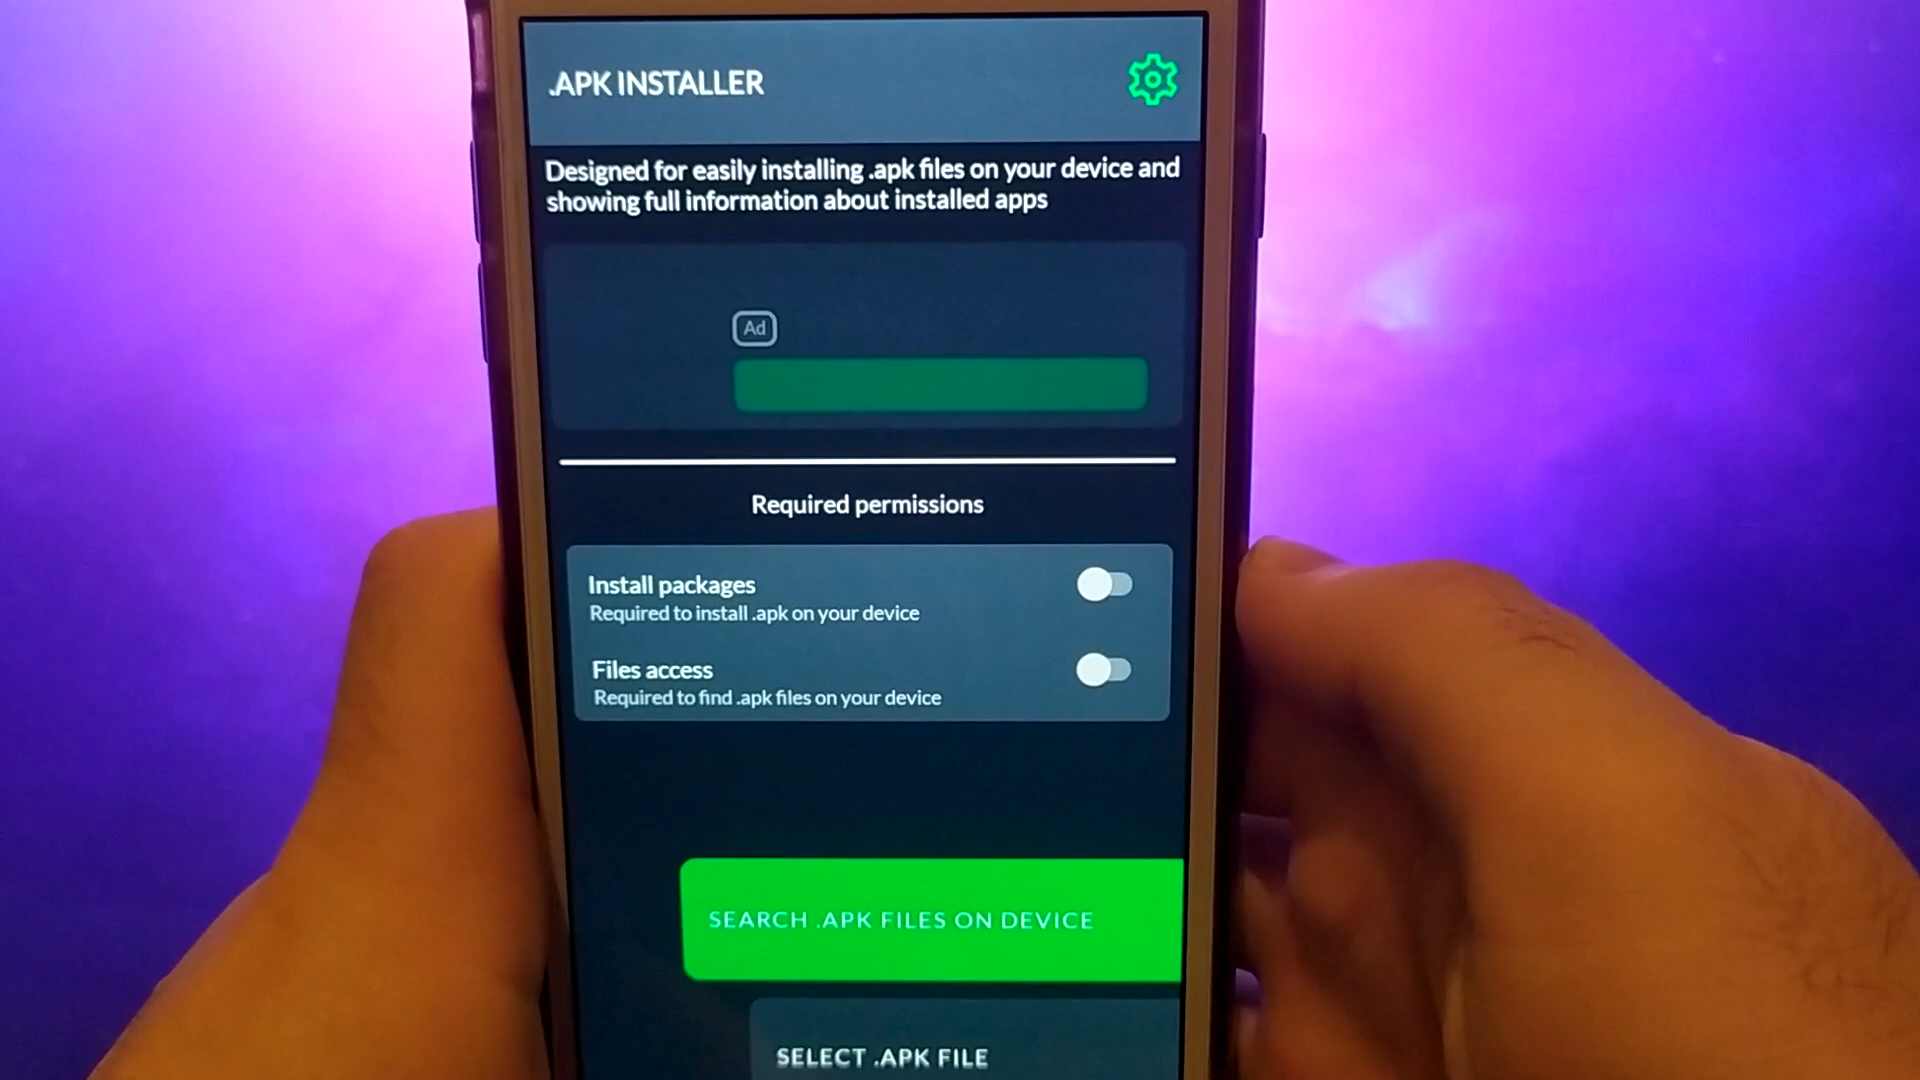 .APK INSTALLER
Designed for easily installing .apk files on your device and
showing full information about installed apps
Ad
Required permissions
Install packages
Required to install .apk on your device
Files access
Required to find .apk files on your device
SEARCH .APK FILES ON DEVICE
SELECT .APK FILE